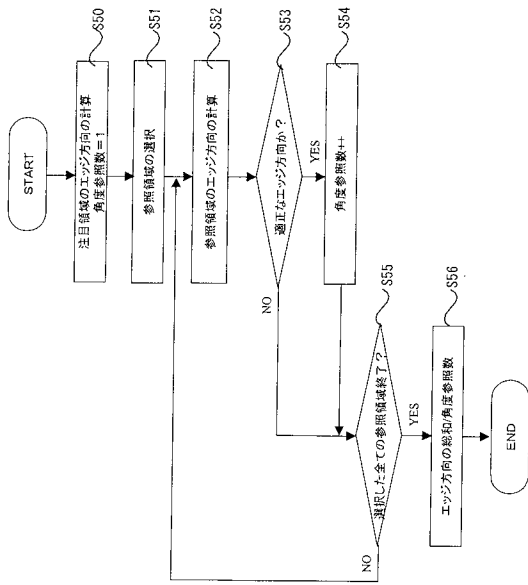 START
S50
注目領域のエッジ方向の計算
角度参照数＝1
S51
参照領域の選択
S52
参照領域のエッジ方向の計算
S53
適正なエッジ方向か？
YES
NO
S54
角度参照数++
S55
選択した全ての参照領域終了？
YES
NO
S56
エッジ方向の総和/角度参照数
END